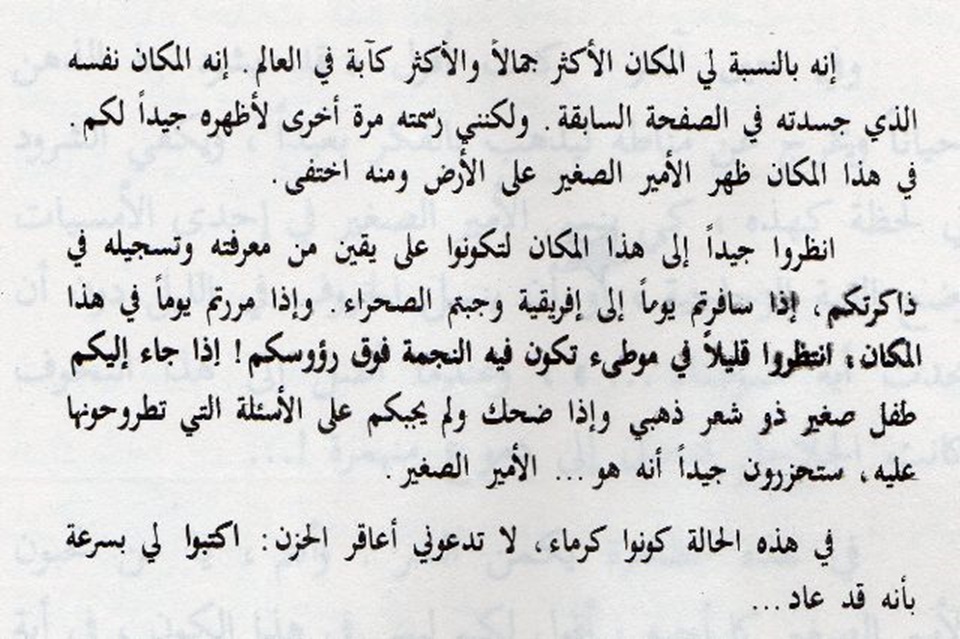 إنه بالنسبة لي المكان الأكثر جمالاً والأكثر كآبة في العالم. إنه المكان نفسه
الذي جسدته في الصفحة السابقة. ولكنني رسمته مرة أخرى لأظهره جيداً لكم.
في هذا المكان ظهر الأمير الصغير على الأرض ومنه اختفى.
انظروا جيداً إلى هذا المكان لتكونوا على يقين من معرفته وتسجيله في
ذاكرتكم، إذا سافرتم يوماً إلى إفريقية وجبتم الصحراء. وإذا مررتم يوماً في هذا
المكان، انتظروا قليلاً في موطىء تكون فيه النجمة فوق رؤوسكم! إذا جاء إليكم
طفل صغير ذو شعر ذهبي وإذا ضحك ولم يجبكم على الأسئلة التي تطروحونها
عليه، ستحزرون جيداً أنه هو... الأمير الصغير.
في هذه الحالة كونوا كرماء، لا تدعوني أعاقر الحزن: اكتبوا لي بسرعة
بأنه قد عاد...